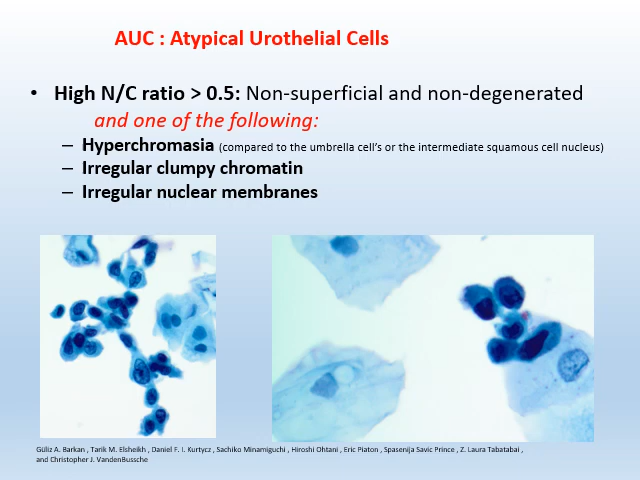 AUC : Atypical Urothelial Cells
• High N/C ratio > 0.5: Non-superficial and non-degenerated
and one of the following:
– Hyperchromasia (compared to the umbrella cell's or the intermediate squamous cell nucleus)
– Irregular clumpy chromatin
– Irregular nuclear membranes
Güliz A. Barkan , Tarik M. Elsheikh , Daniel F. I. Kurtycz , Sachiko Minamiguchi , Hiroshi Ohtani , Eric Piaton , Spasenija Savic Prince , Z. Laura Tabatabai ,
and Christopher J. VandenBussche